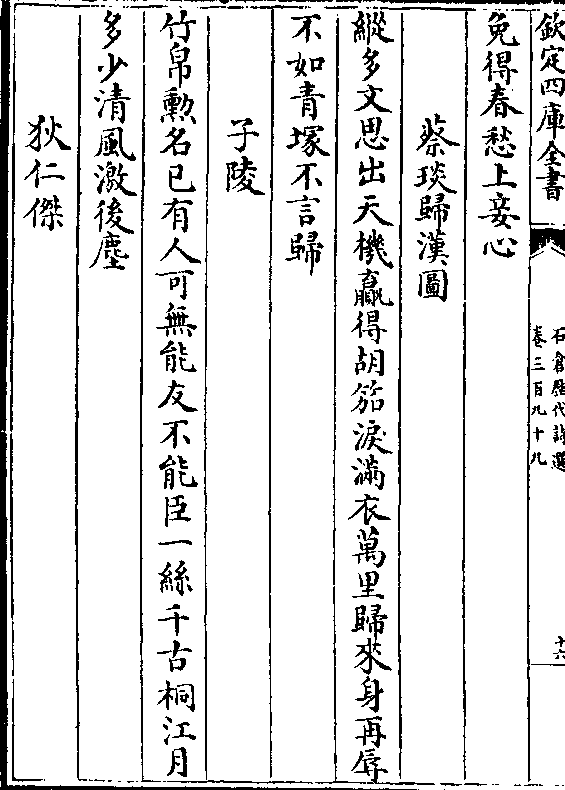 欽定四庫全書
石倉歷代詩選
卷三百九十九
十六
免得春愁上妾心
蔡琰歸漢圖
縱多文思出天機贏得胡笳淚滿衣萬里歸來身再辱
不如青塚不言歸
子陵
竹帛勲名已有人可無能友不能臣一絲千古桐江月
多少清風激後塵
狄仁傑